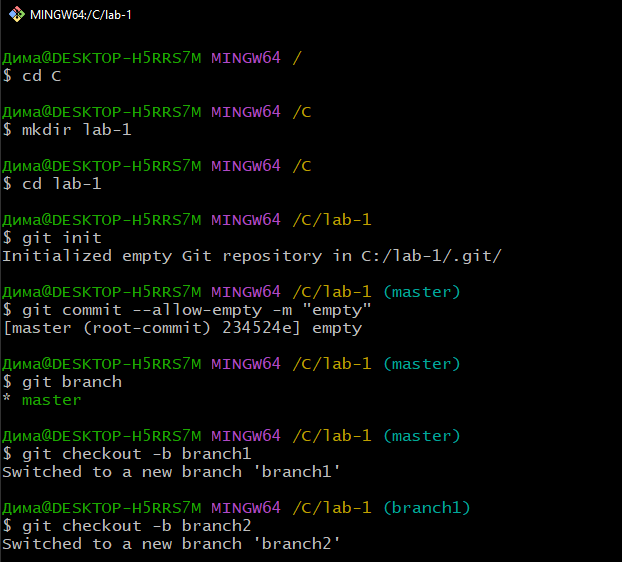 MINGW64:/C/lab-1
Дима@DESKTOP-H5RRS7M MINGW64 /
$ cd C
Дима@DESKTOP-H5RRS7M MINGW64 /C
$ mkdir lab-1
Дима@DESKTOP-H5RRS7M MINGW64 /C
$ cd lab-1
Дима@DESKTOP-H5RRS7M MINGW64 /C/lab-1
$ git init
Initialized empty Git repository in C:/lab-1/.git/
Дима@DESKTOP-H5RRS7M MINGW64 /C/lab-1 (master)
$ git commit --allow-empty -m "empty"
[master (root-commit) 234524e] empty
Дима@DESKTOP-H5RRS7M MINGW64 /C/lab-1 (master)
$ git branch
* master
Дима@DESKTOP-H5RRS7M MINGW64 /C/lab-1 (master)
$ git checkout -b branch1
Switched to a new branch 'branch1'
Дима@DESKTOP-H5RRS7M MINGW64 /C/lab-1 (branch1)
$ git checkout -b branch2
Switched to a new branch 'branch2'